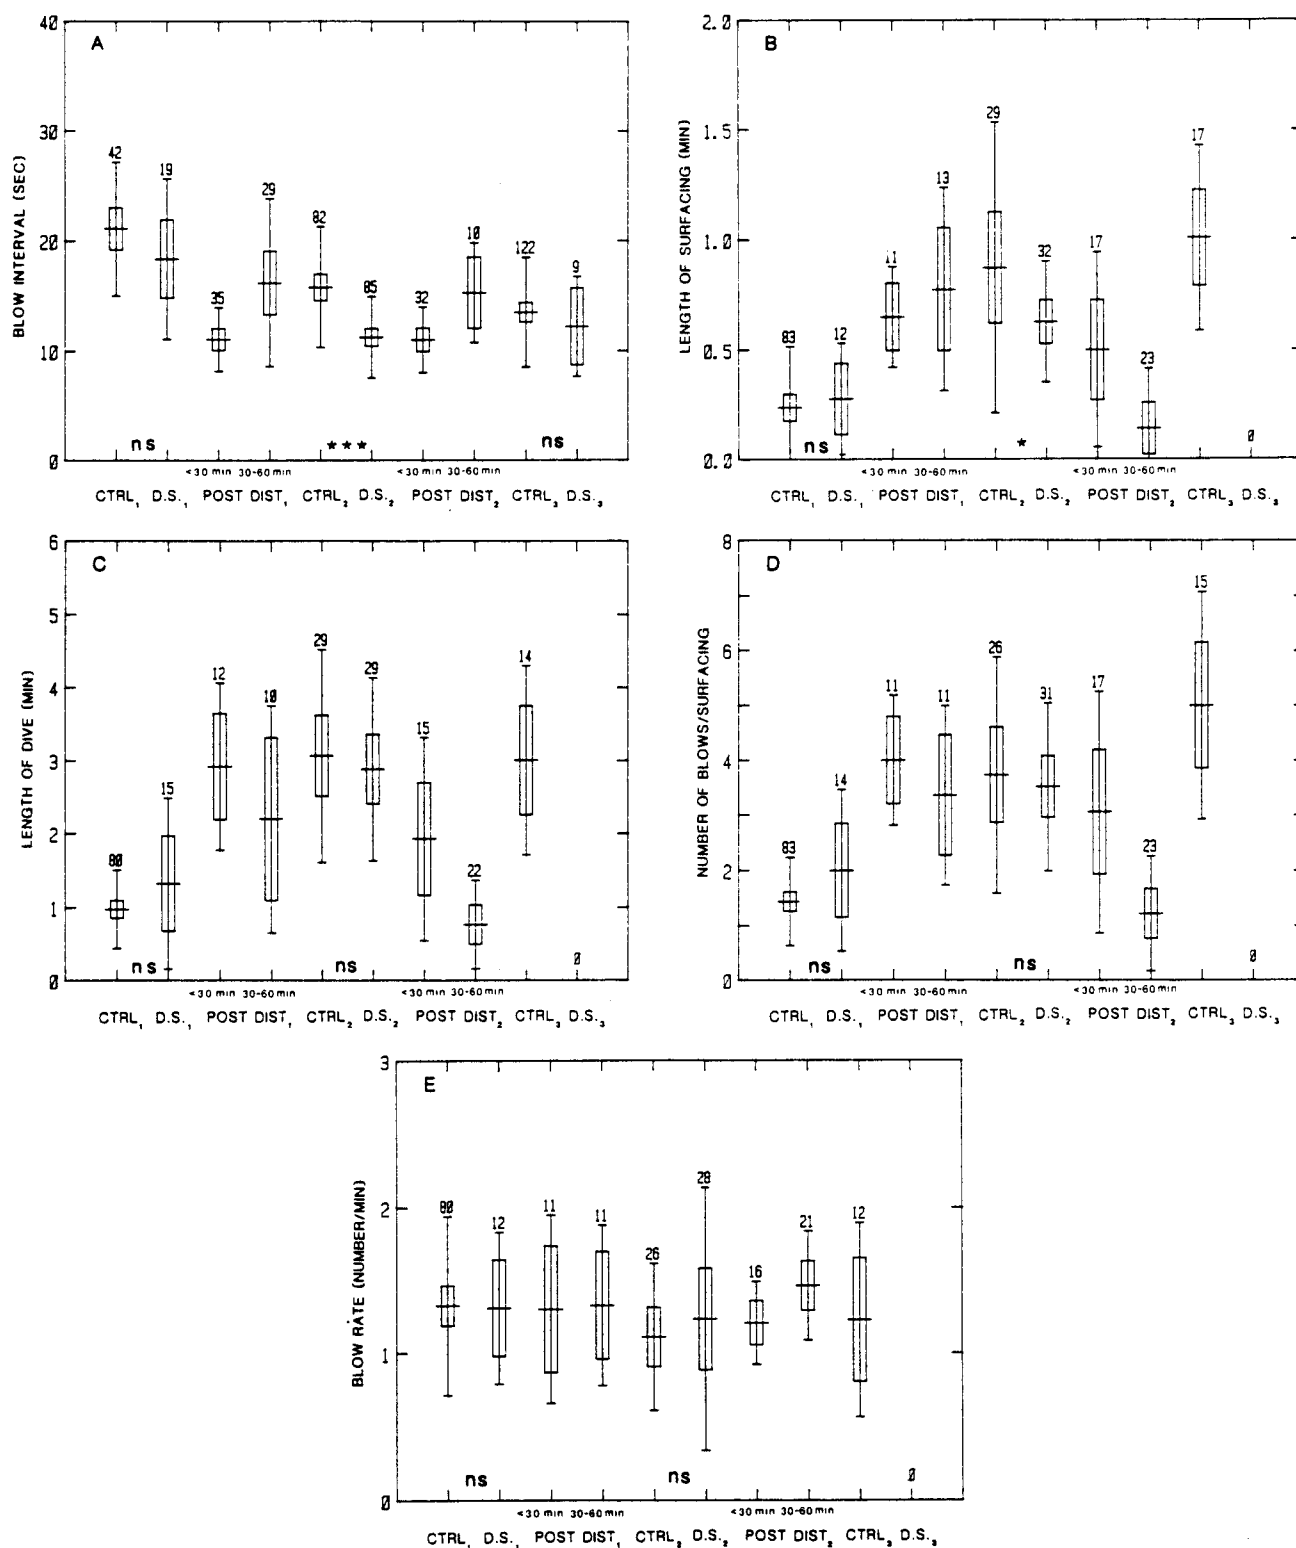 A
BLOW INTERVAL (SEC)
40
30
20
10
0
42
19
35
29
82
85
32
10
122
9
ns
***
ns
<30 min 30-60 min
<30 min 30-60 min
CTRL₁ D.S.₁ POST DIST₁ CTRL₂ D.S.₂ POST DIST₂ CTRL₃ D.S.₃
B
LENGTH OF SURFACING (MIN)
2.0
1.5
1.0
0.5
0.0
83
12
11
13
29
32
17
23
17
0
ns
*
<30 min 30-60 min
<30 min 30-60 min
CTRL₁ D.S.₁ POST DIST₁ CTRL₂ D.S.₂ POST DIST₂ CTRL₃ D.S.₃
C
LENGTH OF DIVE (MIN)
6
5
4
3
2
1
0
80
15
12
10
29
29
15
22
14
0
ns
ns
<30 min 30-60 min
<30 min 30-60 min
CTRL₁ D.S.₁ POST DIST₁ CTRL₂ D.S.₂ POST DIST₂ CTRL₃ D.S.₃
D
NUMBER OF BLOWS/SURFACING
8
6
4
2
0
83
14
11
11
26
31
17
23
15
0
ns
ns
<30 min 30-60 min
<30 min 30-60 min
CTRL₁ D.S.₁ POST DIST₁ CTRL₂ D.S.₂ POST DIST₂ CTRL₃ D.S.₃
E
BLOW RATE (NUMBER/MIN)
3
2
1
0
80
12
11
11
26
28
16
21
12
0
ns
ns
<30 min 30-60 min
<30 min 30-60 min
CTRL₁ D.S.₁ POST DIST₁ CTRL₂ D.S.₂ POST DIST₂ CTRL₃ D.S.₃